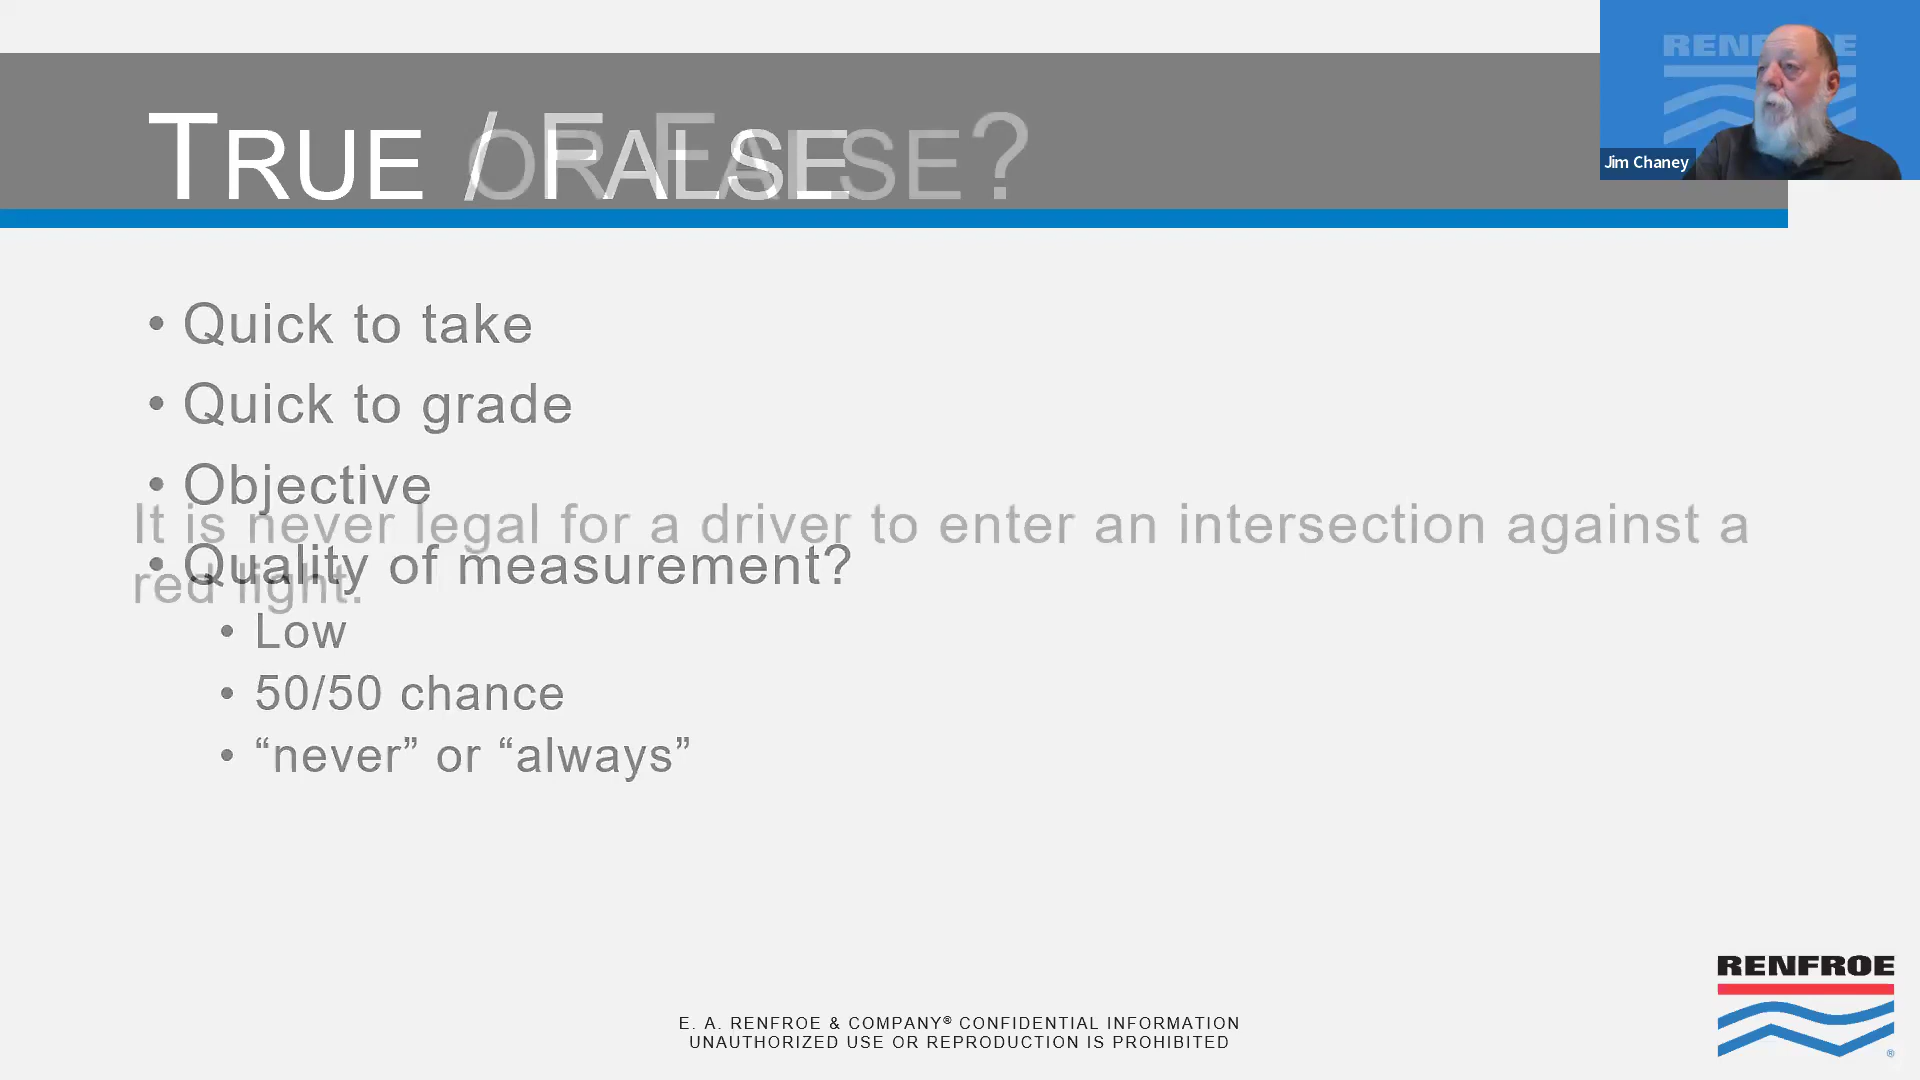 RENFROE
Jim Chaney
TRUE / FALSE
TRUE OR FALSE?
• Quick to take
• Quick to grade
• Objective
It is never legal for a driver to enter an intersection against a
red light.
• Quality of measurement?
• Low
• 50/50 chance
• “never” or “always”
RENFROE
E. A. RENFROE & COMPANY® CONFIDENTIAL INFORMATION
UNAUTHORIZED USE OR REPRODUCTION IS PROHIBITED